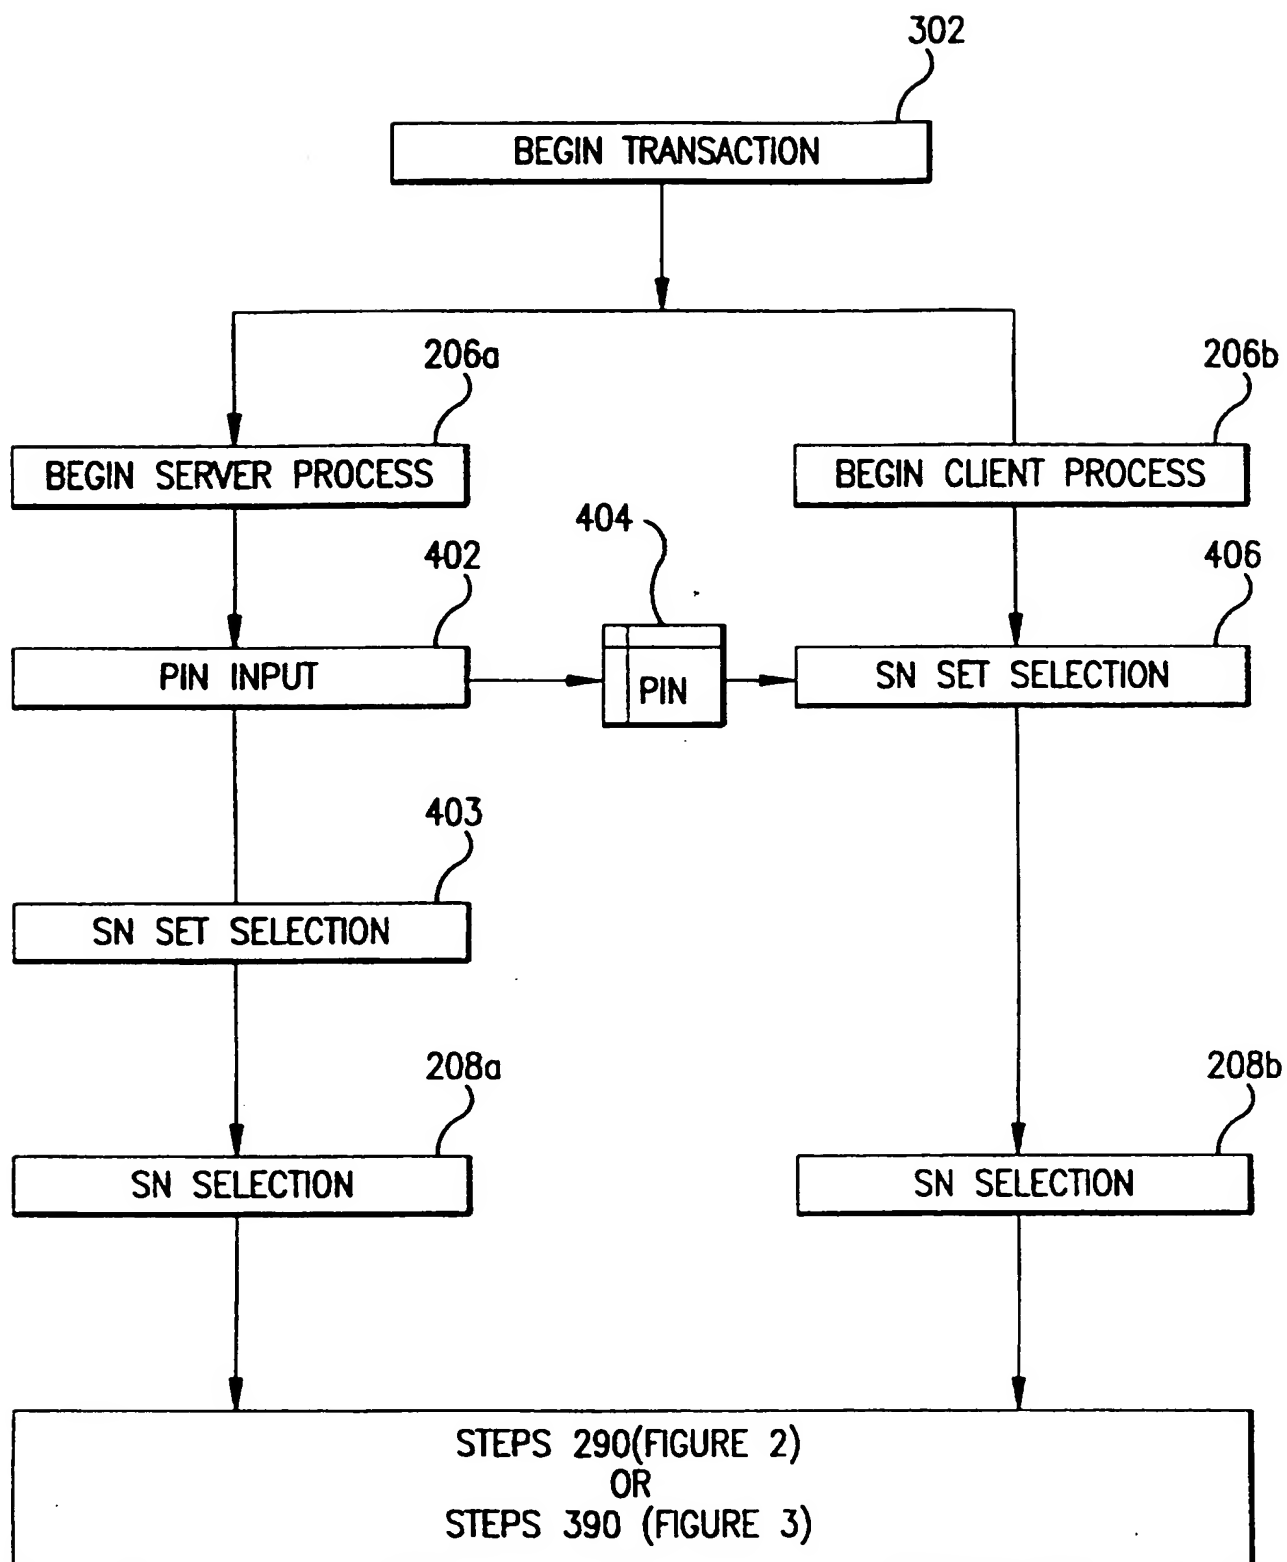 302
BEGIN TRANSACTION
206a
206b
BEGIN SERVER PROCESS
BEGIN CLIENT PROCESS
404
402
406
PIN INPUT
PIN
SN SET SELECTION
403
SN SET SELECTION
208a
208b
SN SELECTION
SN SELECTION
STEPS 290(FIGURE 2)
OR
STEPS 390 (FIGURE 3)